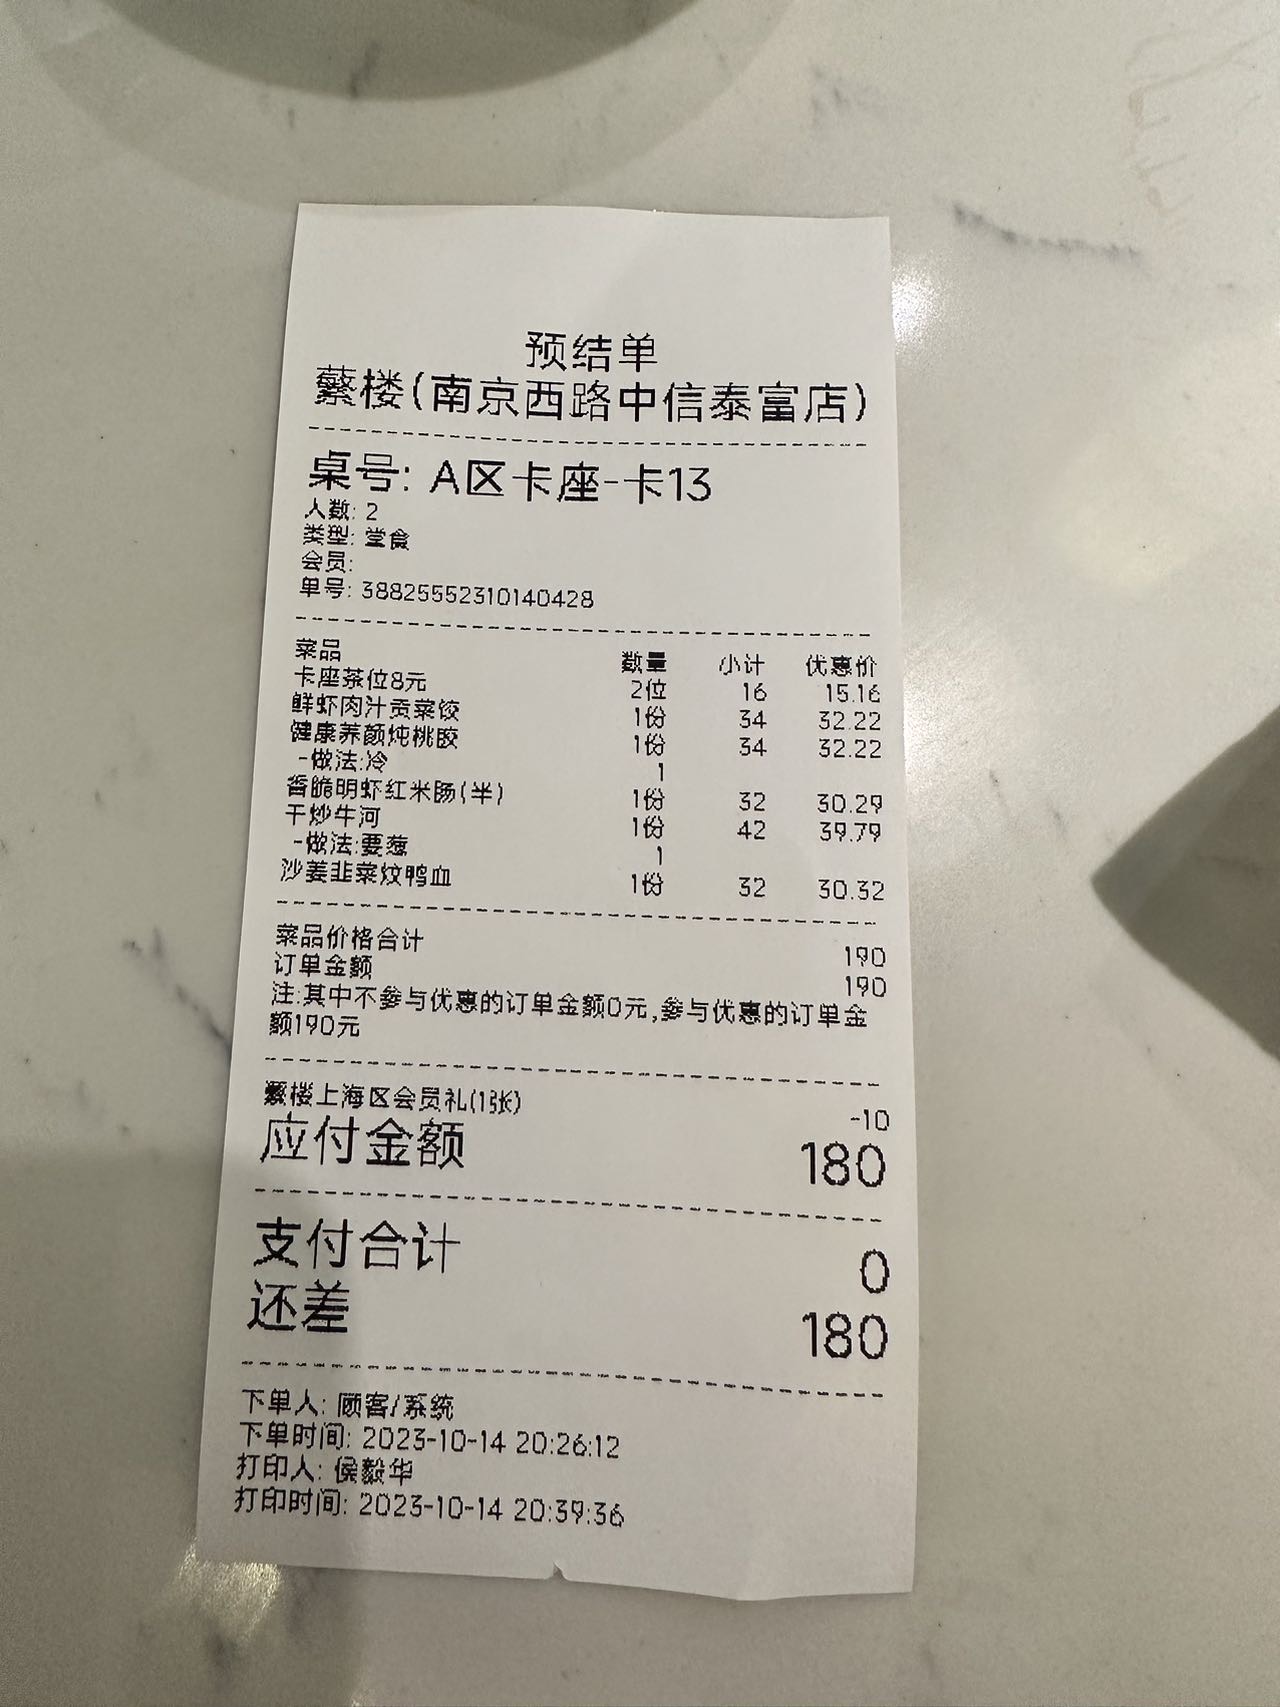 预结单
蘩楼(南京西路中信泰富店)
桌号: A区卡座-卡13
人数: 2
类型: 堂食
会员:
单号: 38825552310140428
菜品 数量 小计 优惠价
卡座茶位8元 2位 16 15.16
鲜虾肉汁贡菜饺 1份 34 32.22
健康养颜炖桃胶 1份 34 32.22
-做法:冷 1
香脆明虾红米肠(半) 1份 32 30.29
干炒牛河 1份 42 39.79
-做法:要葱 1
沙姜韭菜炆鸭血 1份 32 30.32
菜品价格合计 190
订单金额 190
注:其中不参与优惠的订单金额0元,参与优惠的订单金
额190元
蘩楼上海区会员礼(1张) -10
应付金额 180
支付合计 0
还差 180
下单人: 顾客/系统
下单时间: 2023-10-14 20:26:12
打印人: 侯毅华
打印时间: 2023-10-14 20:39:36